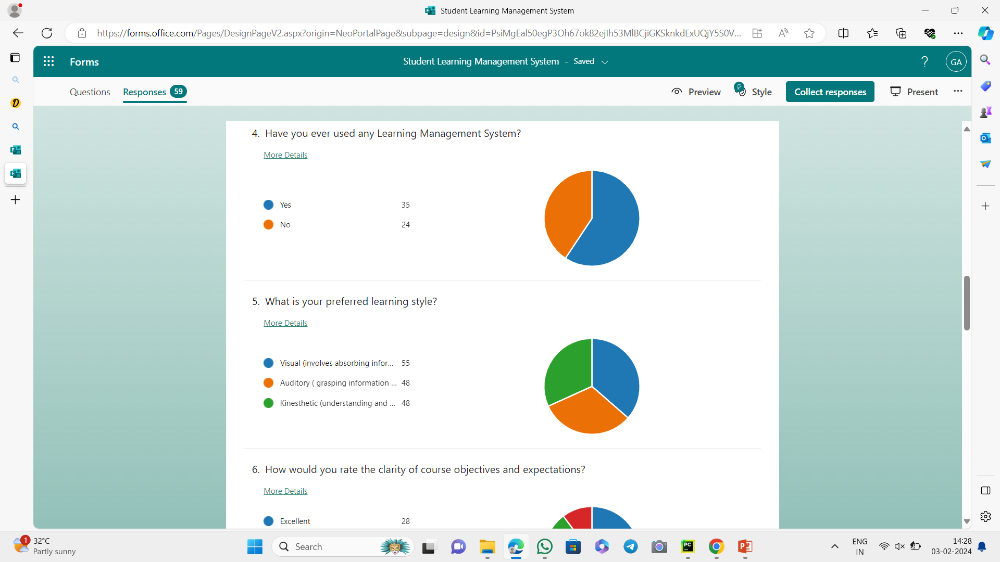 Student Learning Management System
https://forms.office.com/Pages/DesignPageV2.aspx?origin=NeoPortalPage&subpage=design&id=PsiMgEal50egP3Oh67ok82ejIh53MlBCjiGKSknkdExUQjY5S0V...
Forms
Student Learning Management System - Saved
? GA
Questions Responses 59 Preview Style Collect responses Present ...
4. Have you ever used any Learning Management System?
More Details
Yes 35
No 24
5. What is your preferred learning style?
More Details
Visual (involves absorbing infor... 55
Auditory ( grasping information ... 48
Kinesthetic (understanding and ... 48
6. How would you rate the clarity of course objectives and expectations?
More Details
Excellent 28
1
32°C
Partly sunny
Search
PC
ENG
IN
14:28
03-02-2024